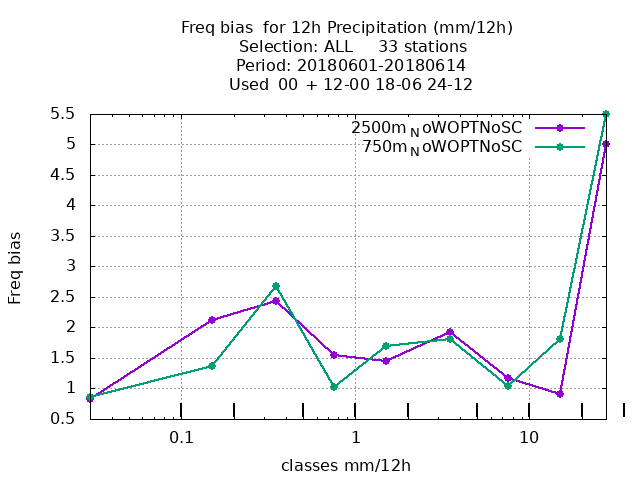 Freq bias  for 12h Precipitation (mm/12h)
Selection: ALL     33 stations
Period: 20180601-20180614
Used  00 + 12-00 18-06 24-12
2500m_NoWOPTNoSC
750m_NoWOPTNoSC
5.5
5
4.5
4
3.5
3
2.5
2
1.5
1
0.5
Freq bias
0.1
1
10
classes mm/12h